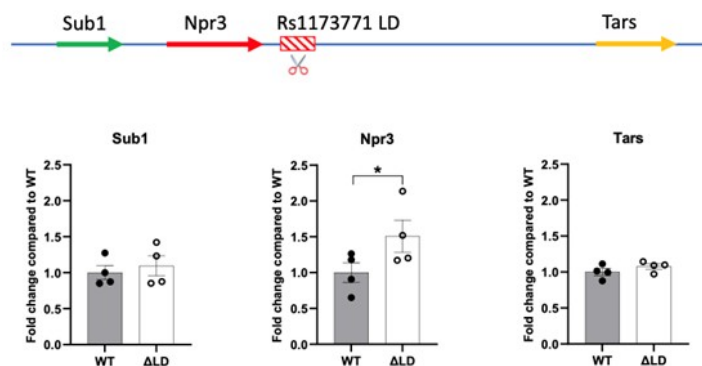 Sub1 Npr3 Rs1173771 LD Tars
Sub1 Npr3 Tars
Fold change compared to WT
2.5
2.0
1.5
1.0
0.5
0.0
WT ΔLD
Fold change compared to WT
2.5
2.0
1.5
1.0
0.5
0.0
*
WT ΔLD
Fold change compared to WT
2.5
2.0
1.5
1.0
0.5
0.0
WT ΔLD